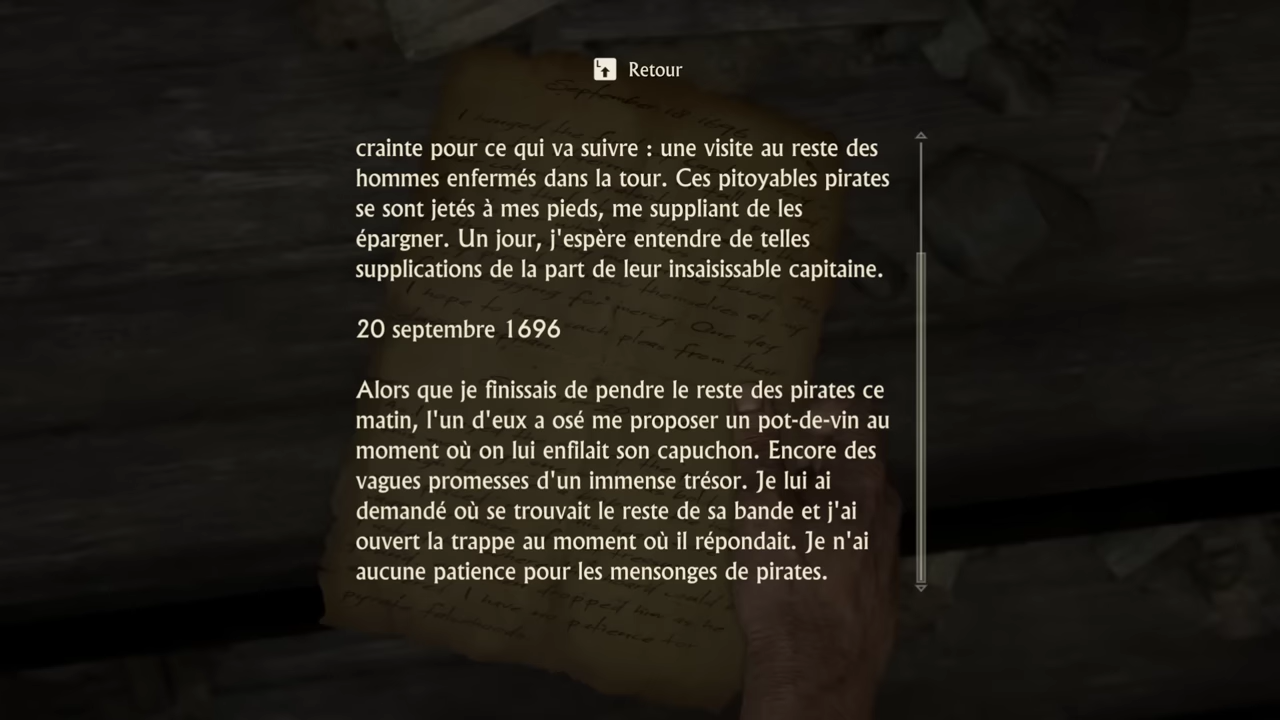 Retour
crainte pour ce qui va suivre : une visite au reste des
hommes enfermés dans la tour. Ces pitoyables pirates
se sont jetés à mes pieds, me suppliant de les
épargner. Un jour, j'espère entendre de telles
supplications de la part de leur insaisissable capitaine.
20 septembre 1696
Alors que je finissais de pendre le reste des pirates ce
matin, l'un d'eux a osé me proposer un pot-de-vin au
moment où on lui enfilait son capuchon. Encore des
vagues promesses d'un immense trésor. Je lui ai
demandé où se trouvait le reste de sa bande et j'ai
ouvert la trappe au moment où il répondait. Je n'ai
aucune patience pour les mensonges de pirates.